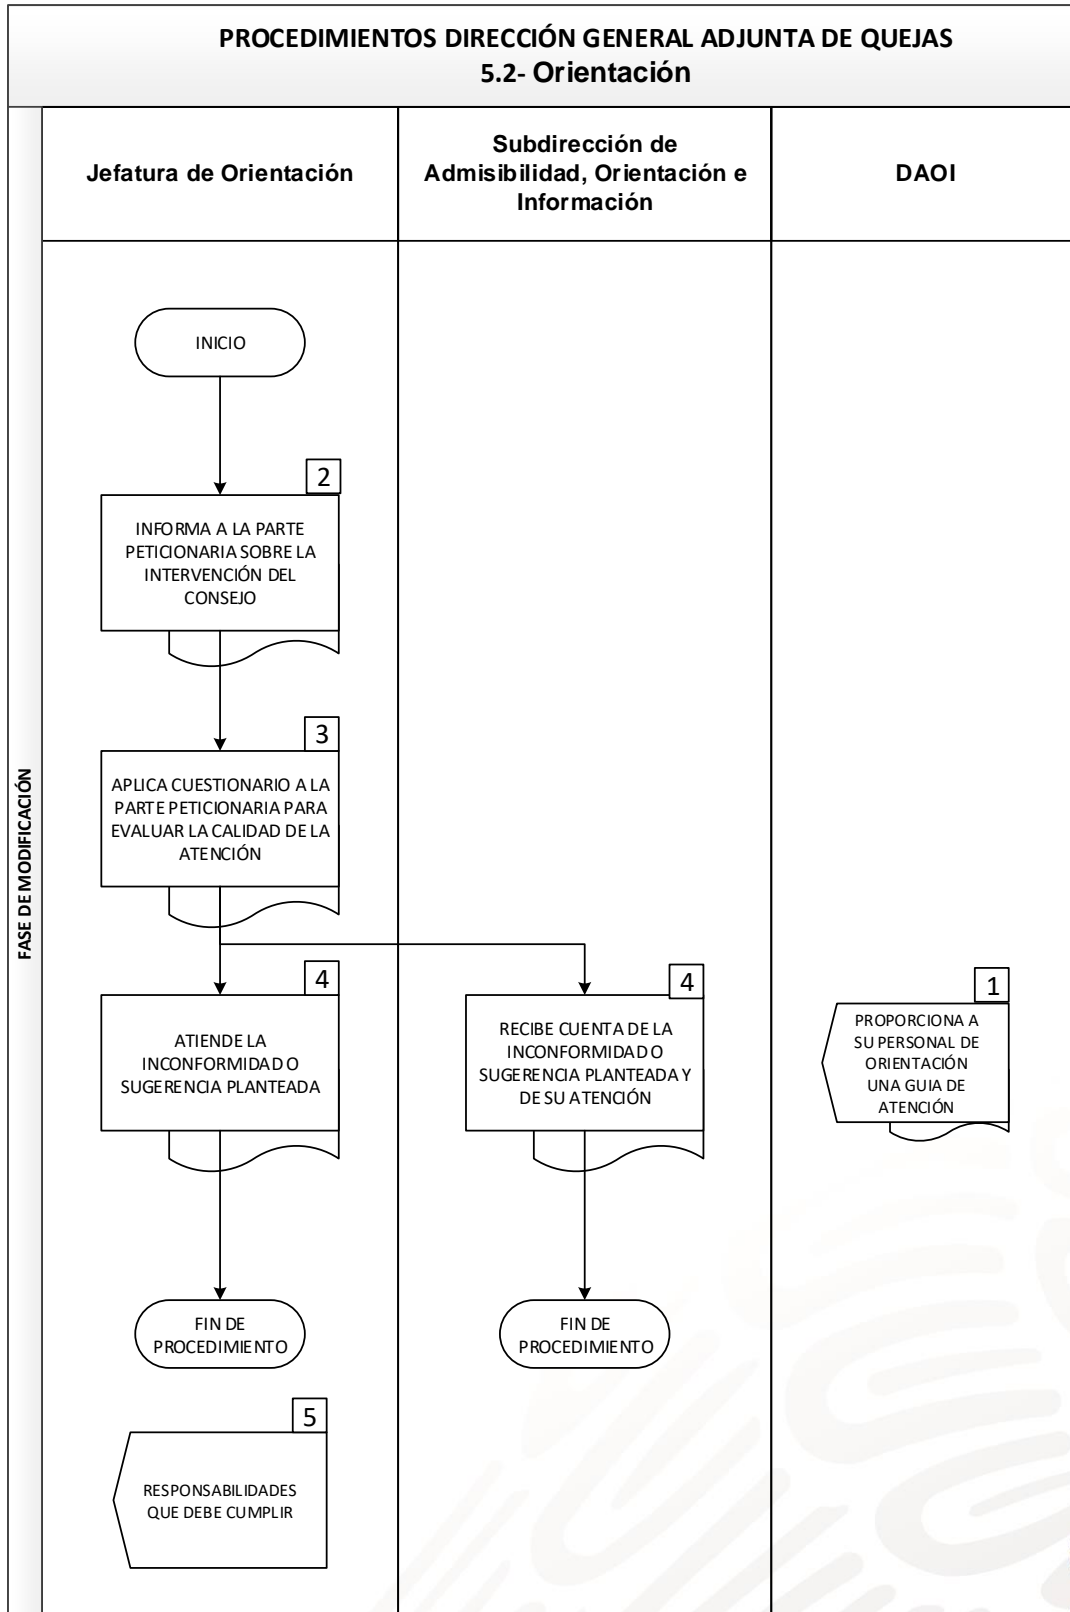 PROCEDIMIENTOS DIRECCIÓN GENERAL ADJUNTA DE QUEJAS
5.2- Orientación
Jefatura de Orientación
Subdirección de
Admisibilidad, Orientación e
Información
DAOI
FASE DE MODIFICACIÓN
INICIO
2
INFORMA A LA PARTE
PETICIONARIA SOBRE LA
INTERVENCIÓN DEL
CONSEJO
3
APLICA CUESTIONARIO A LA
PARTE PETICIONARIA PARA
EVALUAR LA CALIDAD DE LA
ATENCIÓN
4
ATIENDE LA
INCONFORMIDAD O
SUGERENCIA PLANTEADA
4
RECIBE CUENTA DE LA
INCONFORMIDAD O
SUGERENCIA PLANTEADA Y
DE SU ATENCIÓN
1
PROPORCIONA A
SU PERSONAL DE
ORIENTACIÓN
UNA GUIA DE
ATENCIÓN
FIN DE
PROCEDIMIENTO
FIN DE
PROCEDIMIENTO
5
RESPONSABILIDADES
QUE DEBE CUMPLIR